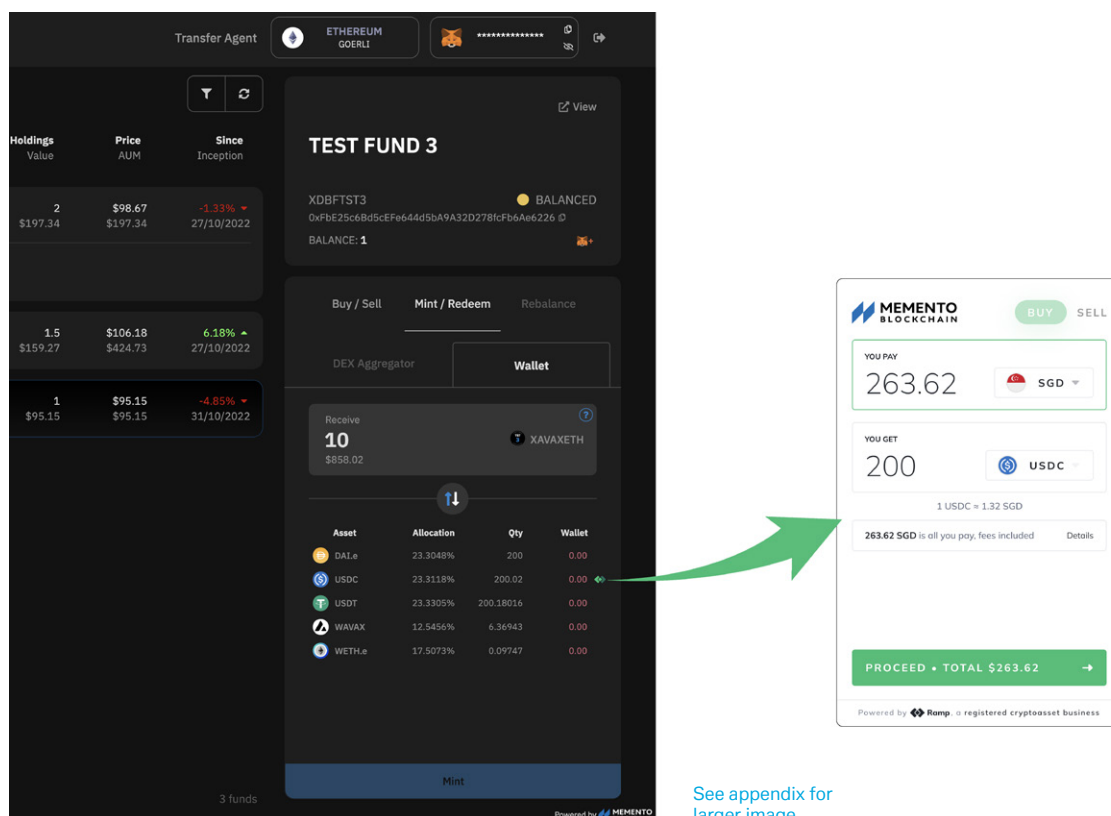 Transfer Agent
ETHEREUM
GOERLI
**************
Holdings Price Since
Value AUM Inception
2 $98.67 -1.33%
$197.34 $197.34 27/10/2022
1.5 $106.18 6.18%
$159.27 $424.73 27/10/2022
1 $95.15 -4.85%
$95.15 $95.15 31/10/2022
3 funds
View
TEST FUND 3
XDBFTST3 BALANCED
0xFbE25c6Bd5cEFe644d5bA9A32D278fcFb6Ae6226
BALANCE: 1
Buy / Sell Mint / Redeem Rebalance
DEX Aggregator Wallet
Receive ?
10 XAVAXETH
$858.02
Asset Allocation Qty Wallet
DAI.e 23.3048% 200 0.00
USDC 23.3118% 200.02 0.00
USDT 23.3305% 200.18016 0.00
WAVAX 12.5456% 6.36943 0.00
WETH.e 17.5073% 0.09747 0.00
Mint
Powered by MEMENTO
MEMENTO
BLOCKCHAIN
BUY SELL
YOU PAY
263.62 SGD
YOU GET
200 USDC
1 USDC = 1.32 SGD
263.62 SGD is all you pay, fees included Details
PROCEED • TOTAL $263.62 →
Powered by Ramp, a registered cryptoasset business
See appendix for
larger image